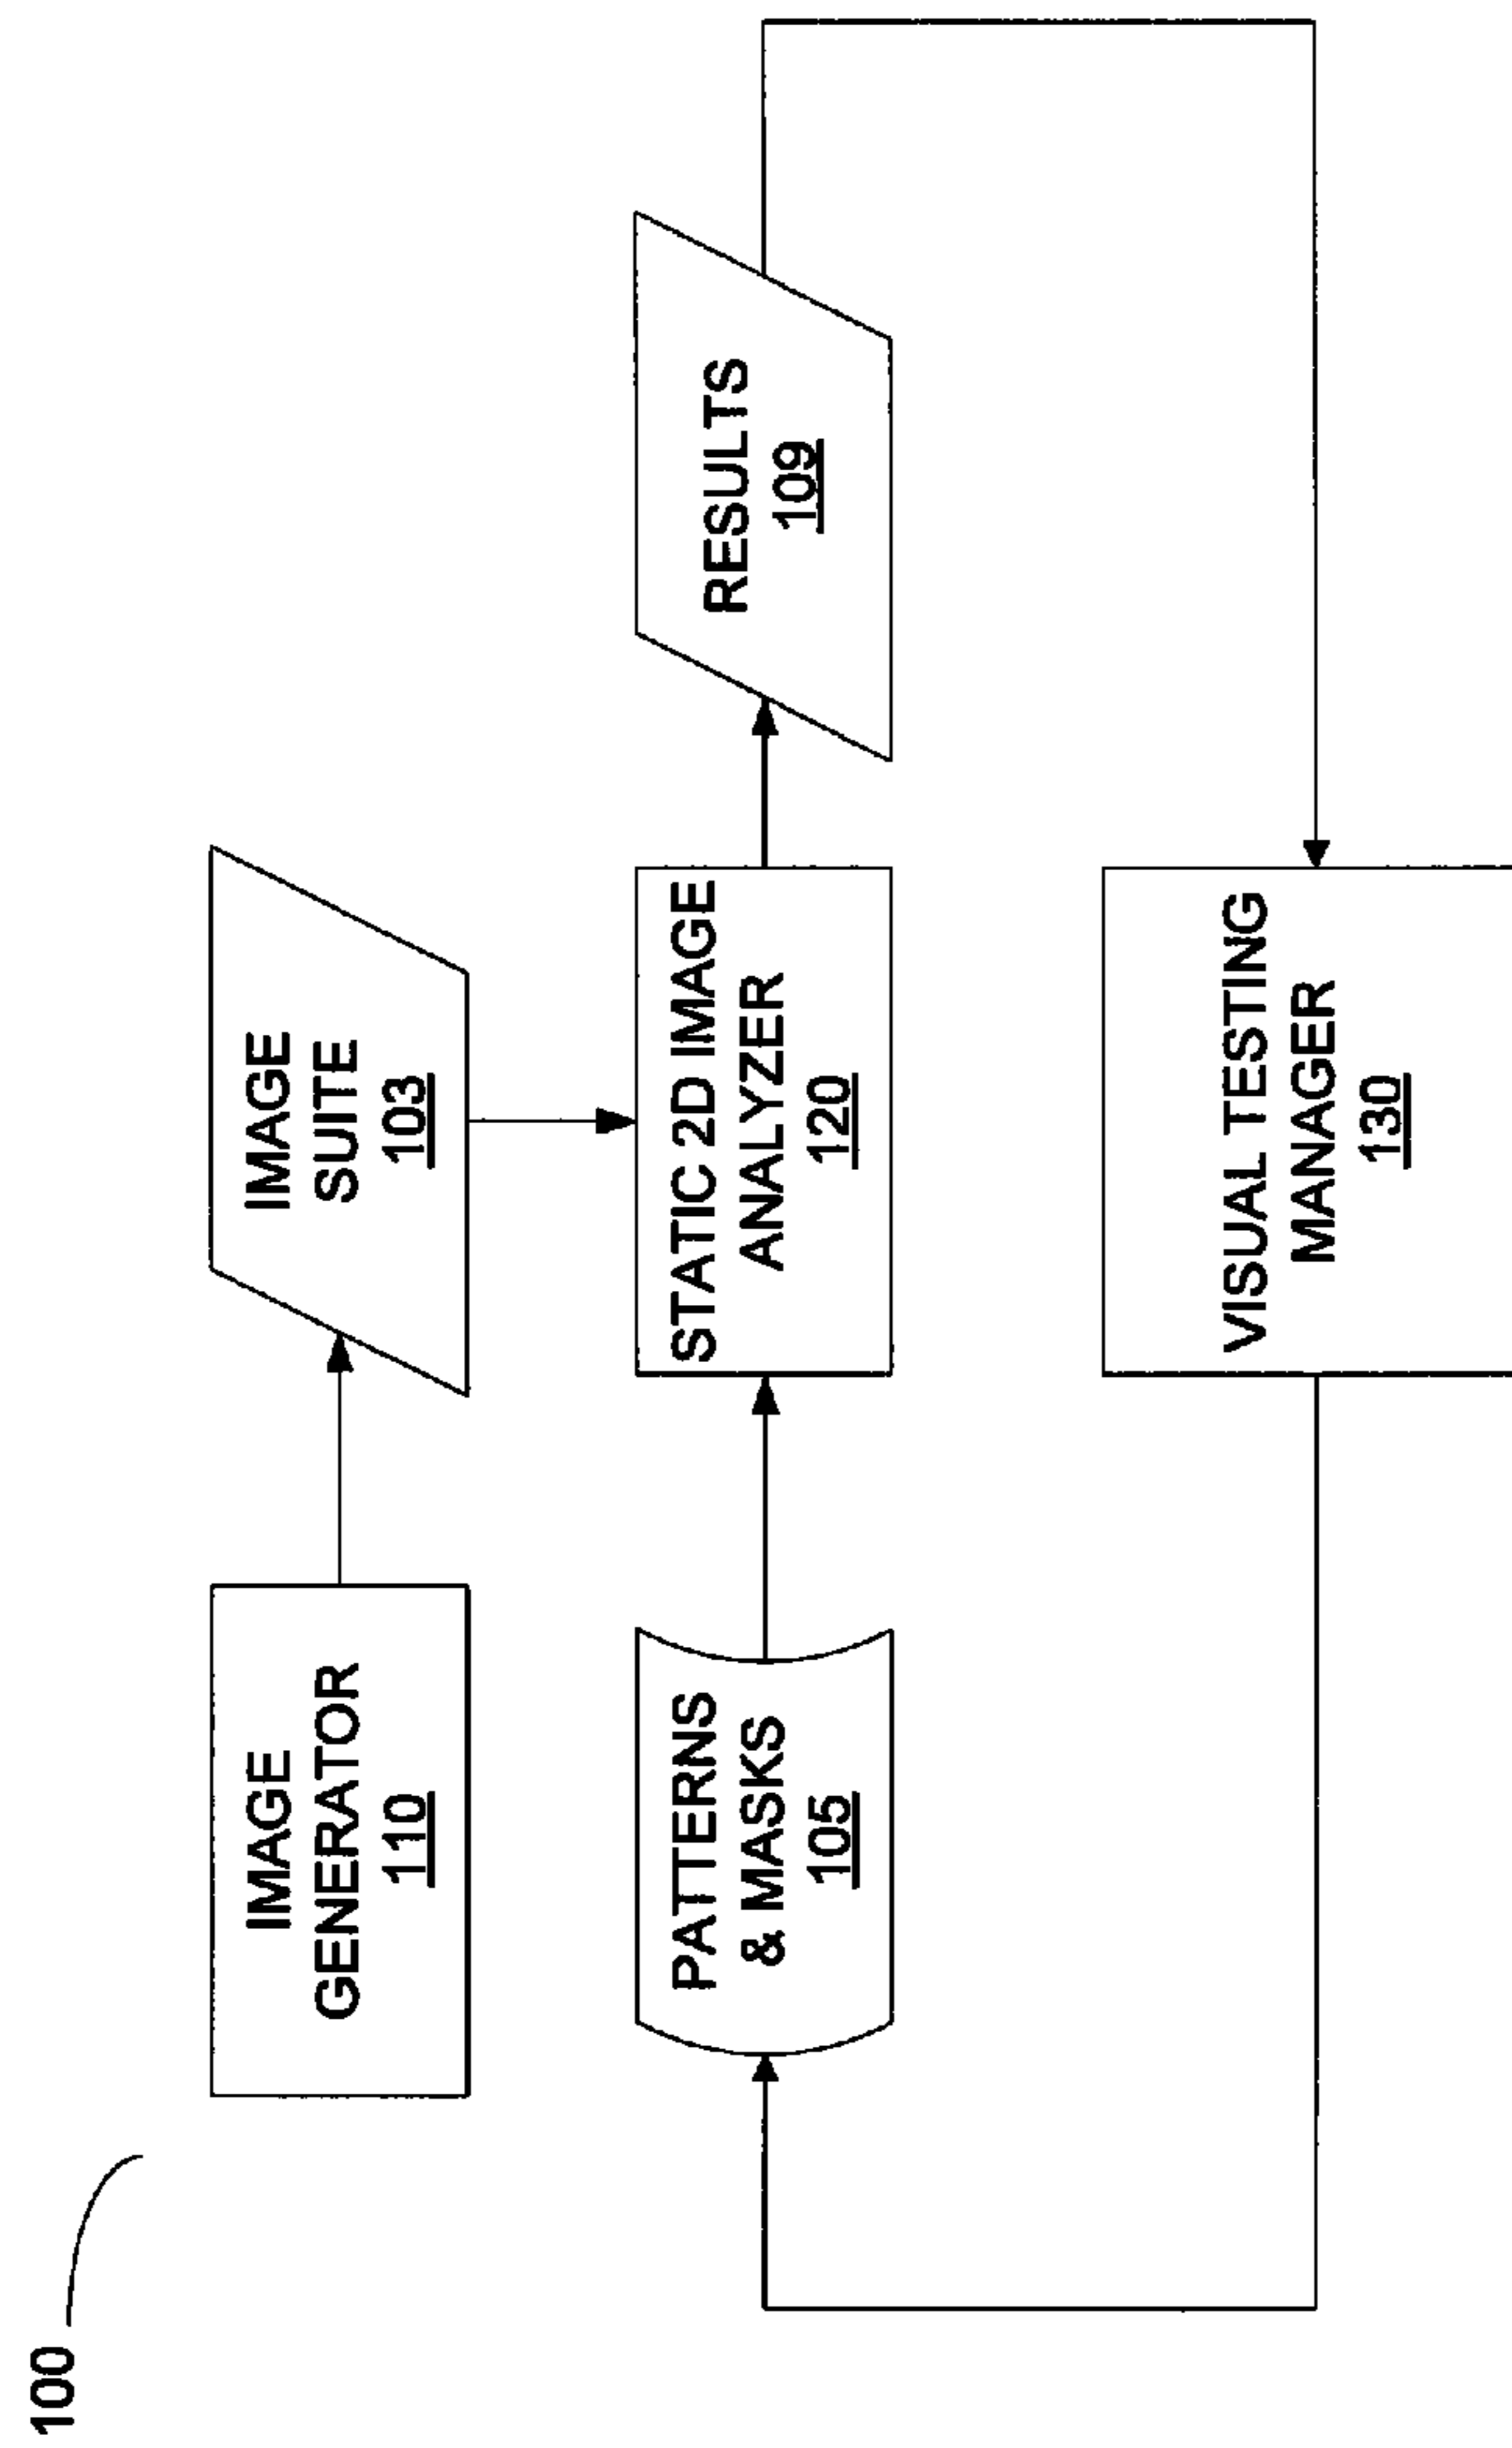 100
IMAGE
GENERATOR
110
IMAGE
SUITE
103
PATTERNS
& MASKS
105
STATIC 2D IMAGE
ANALYZER
120
RESULTS
109
VISUAL TESTING
MANAGER
130